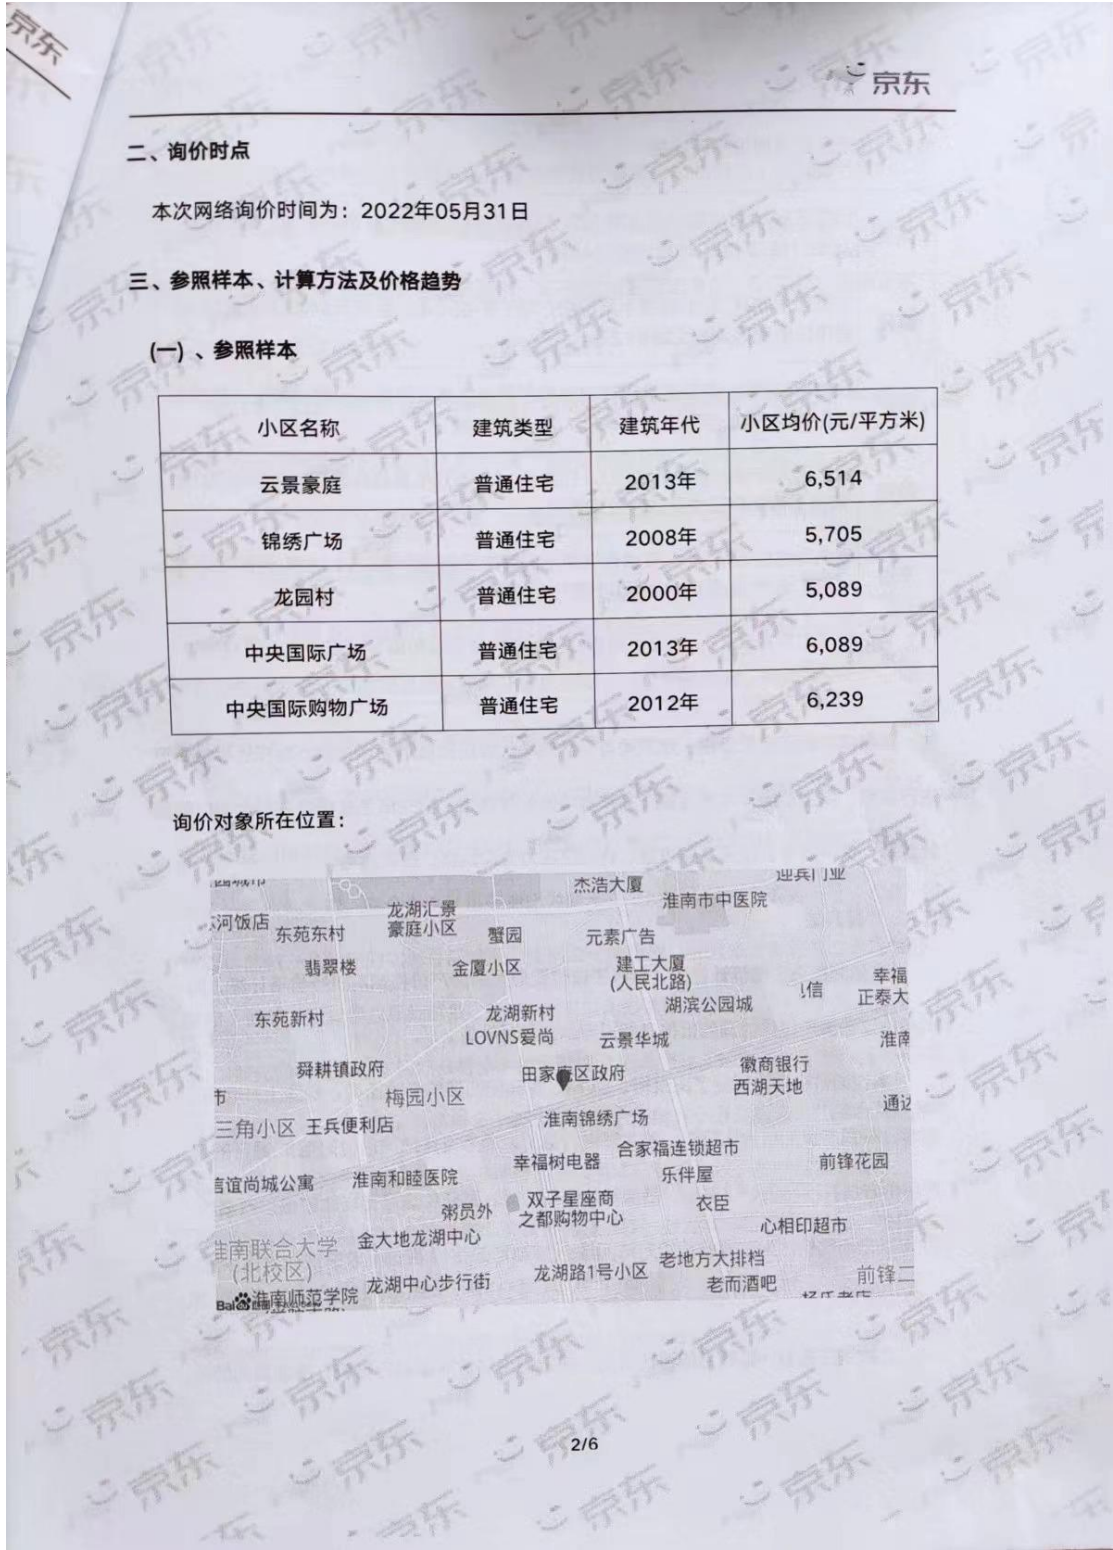 京东
京东
二、询价时点
本次网络询价时间为：2022年05月31日
三、参照样本、计算方法及价格趋势
(一) 、参照样本
小区名称 建筑类型 建筑年代 小区均价(元/平方米)
云景豪庭 普通住宅 2013年 6,514
锦绣广场 普通住宅 2008年 5,705
龙园村 普通住宅 2000年 5,089
中央国际广场 普通住宅 2013年 6,089
中央国际购物广场 普通住宅 2012年 6,239
询价对象所在位置：
杰浩大厦 迎宾门业
龙湖汇景 淮南市中医院
河饭店 东苑东村 豪庭小区 蟹园 元素广告
翡翠楼 金厦小区 建工大厦 幸福
(人民北路) 信 正泰大
东苑新村 龙湖新村 湖滨公园城
LOVNS爱尚 云景华城 淮南
舜耕镇政府 田家庵区政府 徽商银行
市 梅园小区 西湖天地 通达
三角小区 王兵便利店 淮南锦绣广场
合家福连锁超市
幸福树电器 前锋花园
信谊尚城公寓 淮南和睦医院 乐伴屋
粥员外 双子星座商 衣臣
之都购物中心 心相印超市
淮南联合大学 金大地龙湖中心
(北校区) 龙湖路1号小区 老地方大排档
龙湖中心步行街 老而酒吧 前锋二
淮南师范学院
Bai
2/6